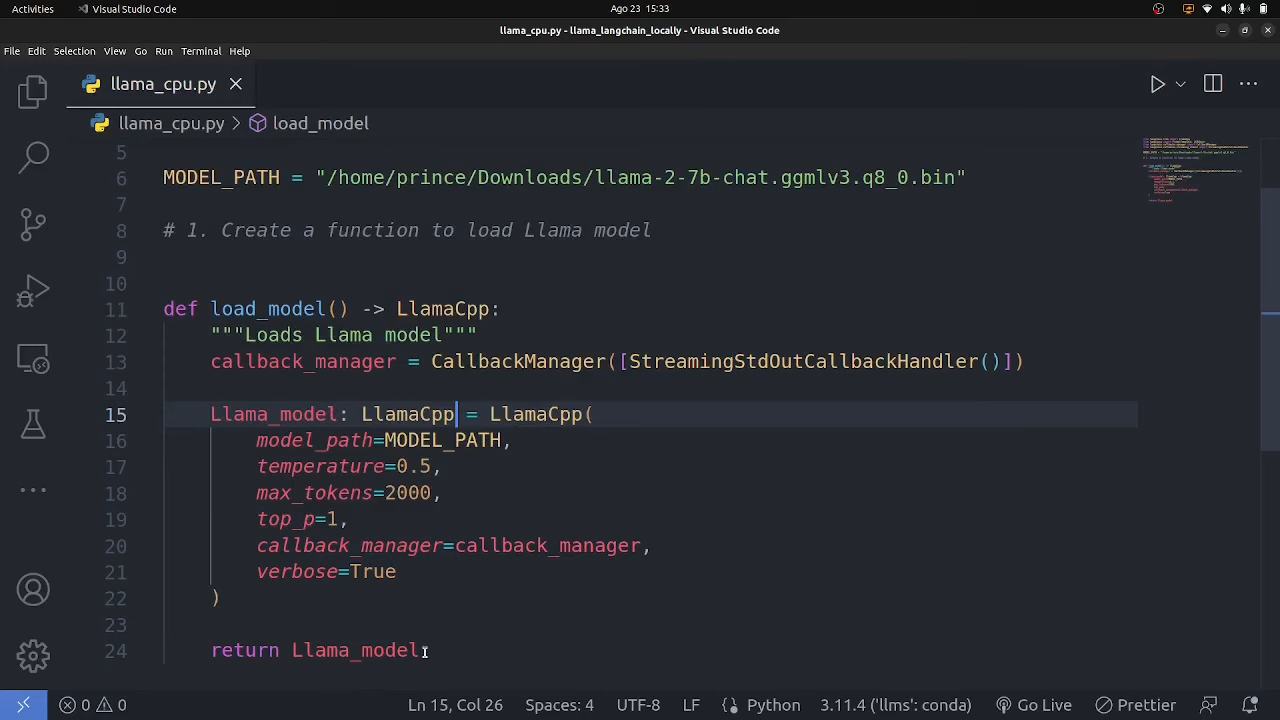 Activities Visual Studio Code Ago 23 15:33
llama_cpu.py - llama_langchain_locally - Visual Studio Code
File Edit Selection View Go Run Terminal Help
llama_cpu.py
llama_cpu.py > load_model
5
6 MODEL_PATH = "/home/prince/Downloads/llama-2-7b-chat.ggmlv3.q8_0.bin"
7
8 # 1. Create a function to load Llama model
9
10
11 def load_model() -> LlamaCpp:
12 """Loads Llama model"""
13 callback_manager = CallbackManager([StreamingStdOutCallbackHandler()])
14
15 Llama_model: LlamaCpp = LlamaCpp(
16 model_path=MODEL_PATH,
17 temperature=0.5,
18 max_tokens=2000,
19 top_p=1,
20 callback_manager=callback_manager,
21 verbose=True
22 )
23
24 return Llama_model
0 0 Ln 15, Col 26 Spaces: 4 UTF-8 LF Python 3.11.4 ('llms': conda) Go Live Prettier